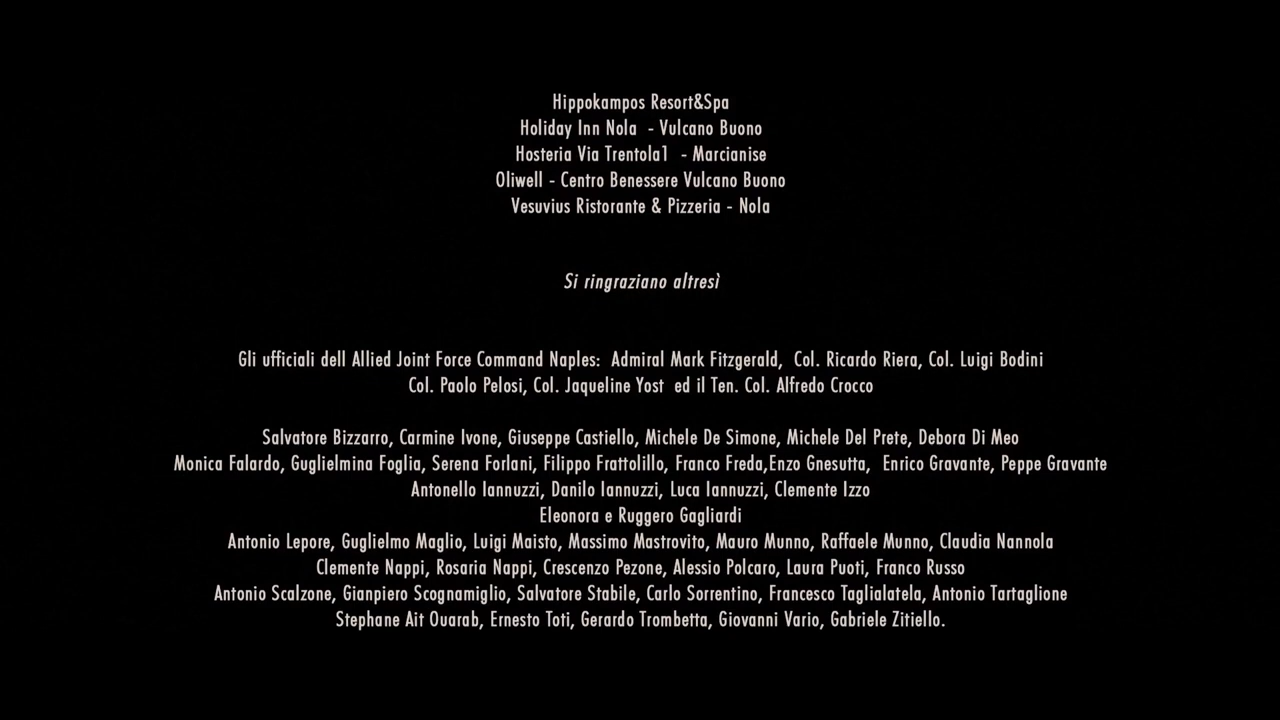 Hippokampos Resort&Spa
Holiday Inn Nola - Vulcano Buono
Hosteria Via Trentola1 - Marcianise
Oliwell - Centro Benessere Vulcano Buono
Vesuvius Ristorante & Pizzeria - Nola
Si ringraziano altresì
Gli ufficiali dell Allied Joint Force Command Naples: Admiral Mark Fitzgerald, Col. Ricardo Riera, Col. Luigi Bodini
Col. Paolo Pelosi, Col. Jaqueline Yost ed il Ten. Col. Alfredo Crocco
Salvatore Bizzarro, Carmine Ivone, Giuseppe Castiello, Michele De Simone, Michele Del Prete, Debora Di Meo
Monica Falardo, Guglielmina Foglia, Serena Forlani, Filippo Frattolillo, Franco Freda,Enzo Gnesutta, Enrico Gravante, Peppe Gravante
Antonello Iannuzzi, Danilo Iannuzzi, Luca Iannuzzi, Clemente Izzo
Eleonora e Ruggero Gagliardi
Antonio Lepore, Guglielmo Maglio, Luigi Maisto, Massimo Mastrovito, Mauro Munno, Raffaele Munno, Claudia Nannola
Clemente Nappi, Rosaria Nappi, Crescenzo Pezone, Alessio Polcaro, Laura Puoti, Franco Russo
Antonio Scalzone, Gianpiero Scognamiglio, Salvatore Stabile, Carlo Sorrentino, Francesco Taglialatela, Antonio Tartaglione
Stephane Ait Ouarab, Ernesto Toti, Gerardo Trombetta, Giovanni Vario, Gabriele Zitiello.